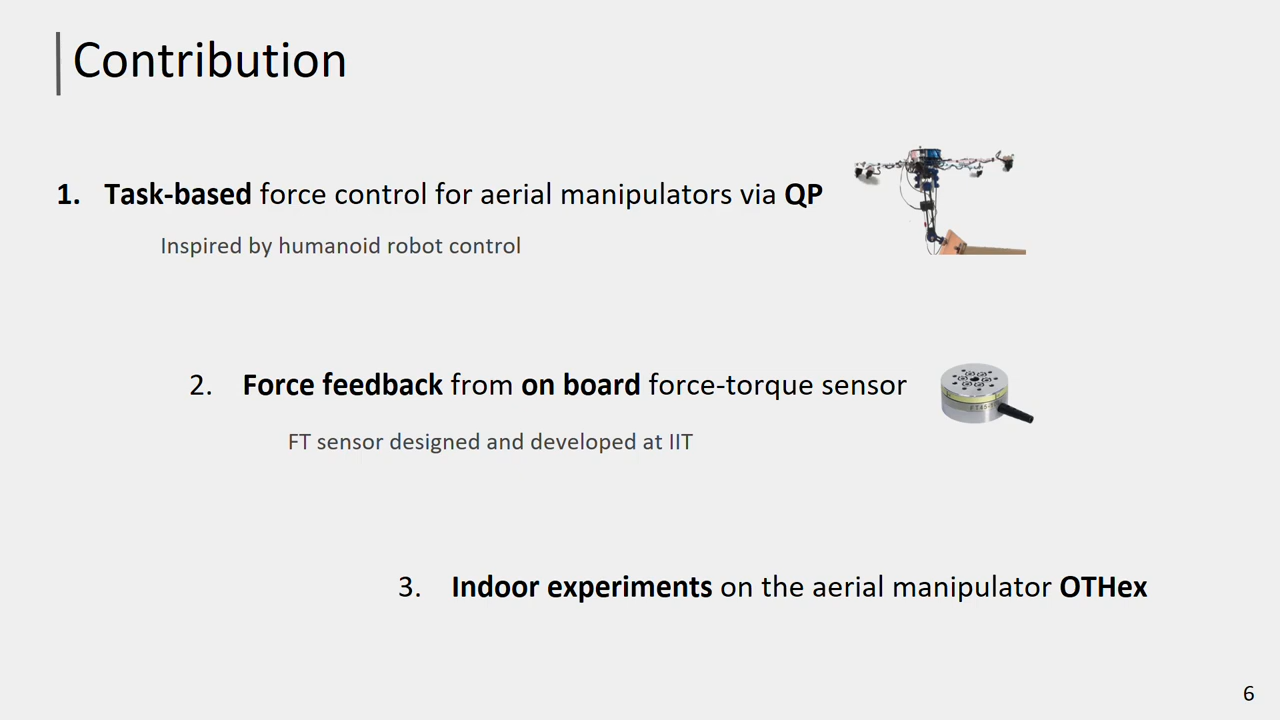 Contribution
1. Task-based force control for aerial manipulators via QP
Inspired by humanoid robot control
2. Force feedback from on board force-torque sensor
FT sensor designed and developed at IIT
3. Indoor experiments on the aerial manipulator OTHex
6